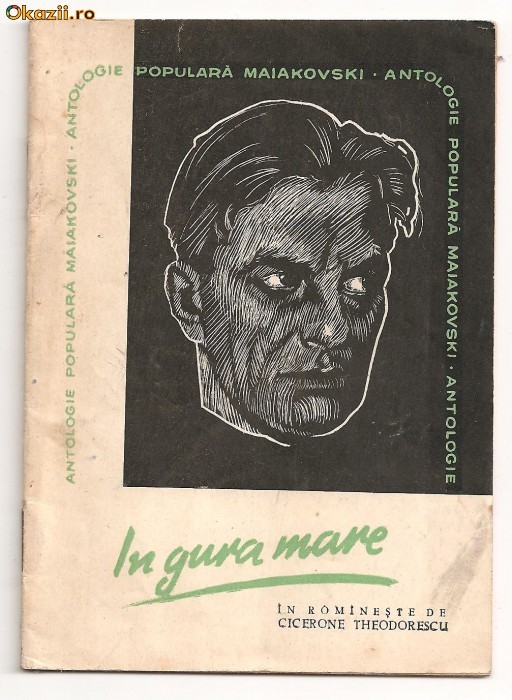 Okazii.ro
ANTOLOGIE POPULARĂ MAIAKOVSKI · ANTOLOGIE POPULARĂ MAIAKOVSKI · ANTOLOGIE POPULARĂ MAIAKOVSKI · ANTOLOGIE
In gura mare
ÎN ROMÎNEȘTE DE
CICERONE THEODORESCU